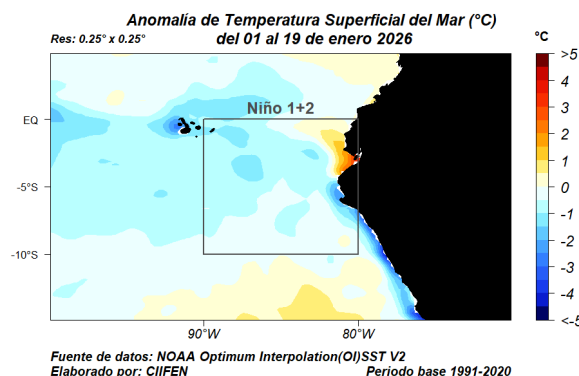 Anomalía de Temperatura Superficial del Mar (°C)
del 01 al 19 de enero 2026
Res: 0.25° x 0.25°
°C
>5
4
3
2
1
0
-1
-2
-3
-4
<-5
Niño 1+2
EQ
-5°S
-10°S
90°W
80°W
Fuente de datos: NOAA Optimum Interpolation(OI)SST V2
Elaborado por: CIIFEN
Periodo base 1991-2020